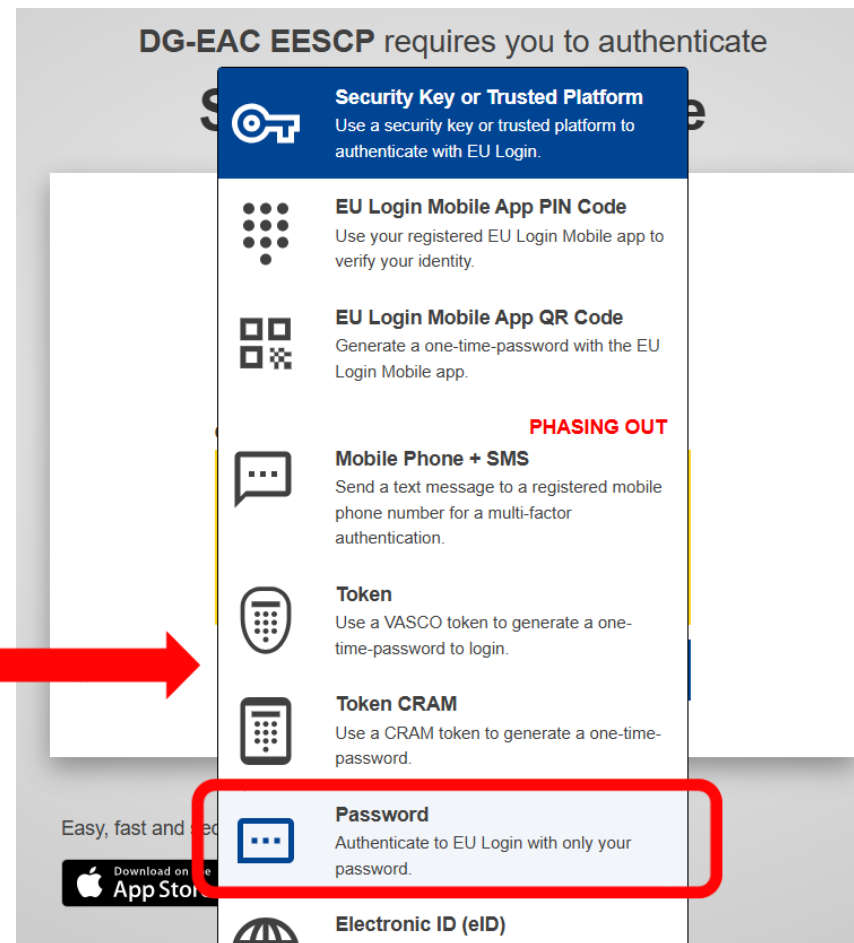 DG-EAC EESCP requires you to authenticate
Security Key or Trusted Platform
Use a security key or trusted platform to
authenticate with EU Login.
EU Login Mobile App PIN Code
Use your registered EU Login Mobile app to
verify your identity.
EU Login Mobile App QR Code
Generate a one-time-password with the EU
Login Mobile app.
PHASING OUT
Mobile Phone + SMS
Send a text message to a registered mobile
phone number for a multi-factor
authentication.
Token
Use a VASCO token to generate a one-
time-password to login.
Token CRAM
Use a CRAM token to generate a one-time-
password.
Password
Authenticate to EU Login with only your
password.
Easy, fast and
Download on the
App Store
Electronic ID (eID)